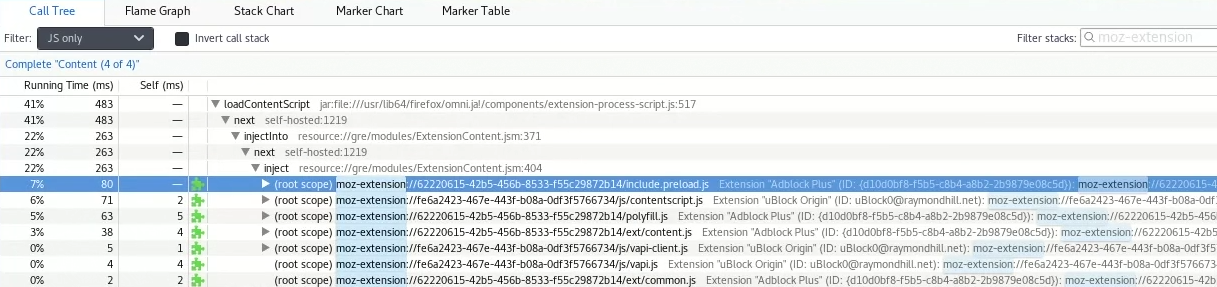 Call Tree Flame Graph Stack Chart Marker Chart Marker Table
Filter: JS only Invert call stack Filter stacks: moz-extension
Complete "Content (4 of 4)"
Running Time (ms) Self (ms)
41% 483 — loadContentScript jar:file:///usr/lib64/firefox/omni.ja!/components/extension-process-script.js:517
41% 483 — next self-hosted:1219
22% 263 — injectInto resource://gre/modules/ExtensionContent.jsm:371
22% 263 — next self-hosted:1219
22% 263 — inject resource://gre/modules/ExtensionContent.jsm:404
7% 80 — (root scope) moz-extension://62220615-42b5-456b-8533-f55c29872b14/include.preload.js Extension "Adblock Plus" (ID: {d10d0bf8-f5b5-c8b4-a8b2-2b9879e08c5d}): moz-extension://62220615-4
6% 71 2 (root scope) moz-extension://fe6a2423-467e-443f-b08a-0df3f5766734/js/contentscript.js Extension "uBlock Origin" (ID: uBlock0@raymondhill.net): moz-extension://fe6a2423-467e-443f-b08a-0df
5% 63 5 (root scope) moz-extension://62220615-42b5-456b-8533-f55c29872b14/polyfill.js Extension "Adblock Plus" (ID: {d10d0bf8-f5b5-c8b4-a8b2-2b9879e08c5d}): moz-extension://62220615-42b5-456
3% 38 4 (root scope) moz-extension://62220615-42b5-456b-8533-f55c29872b14/ext/content.js Extension "Adblock Plus" (ID: {d10d0bf8-f5b5-c8b4-a8b2-2b9879e08c5d}): moz-extension://62220615-42b5
0% 5 1 (root scope) moz-extension://fe6a2423-467e-443f-b08a-0df3f5766734/js/vapi-client.js Extension "uBlock Origin" (ID: uBlock0@raymondhill.net): moz-extension://fe6a2423-467e-443f-b08a-0df3f5
0% 4 4 (root scope) moz-extension://fe6a2423-467e-443f-b08a-0df3f5766734/js/vapi.js Extension "uBlock Origin" (ID: uBlock0@raymondhill.net): moz-extension://fe6a2423-467e-443f-b08a-0df3f5766734
0% 2 2 (root scope) moz-extension://62220615-42b5-456b-8533-f55c29872b14/ext/common.js Extension "Adblock Plus" (ID: {d10d0bf8-f5b5-c8b4-a8b2-2b9879e08c5d}): moz-extension://62220615-42b